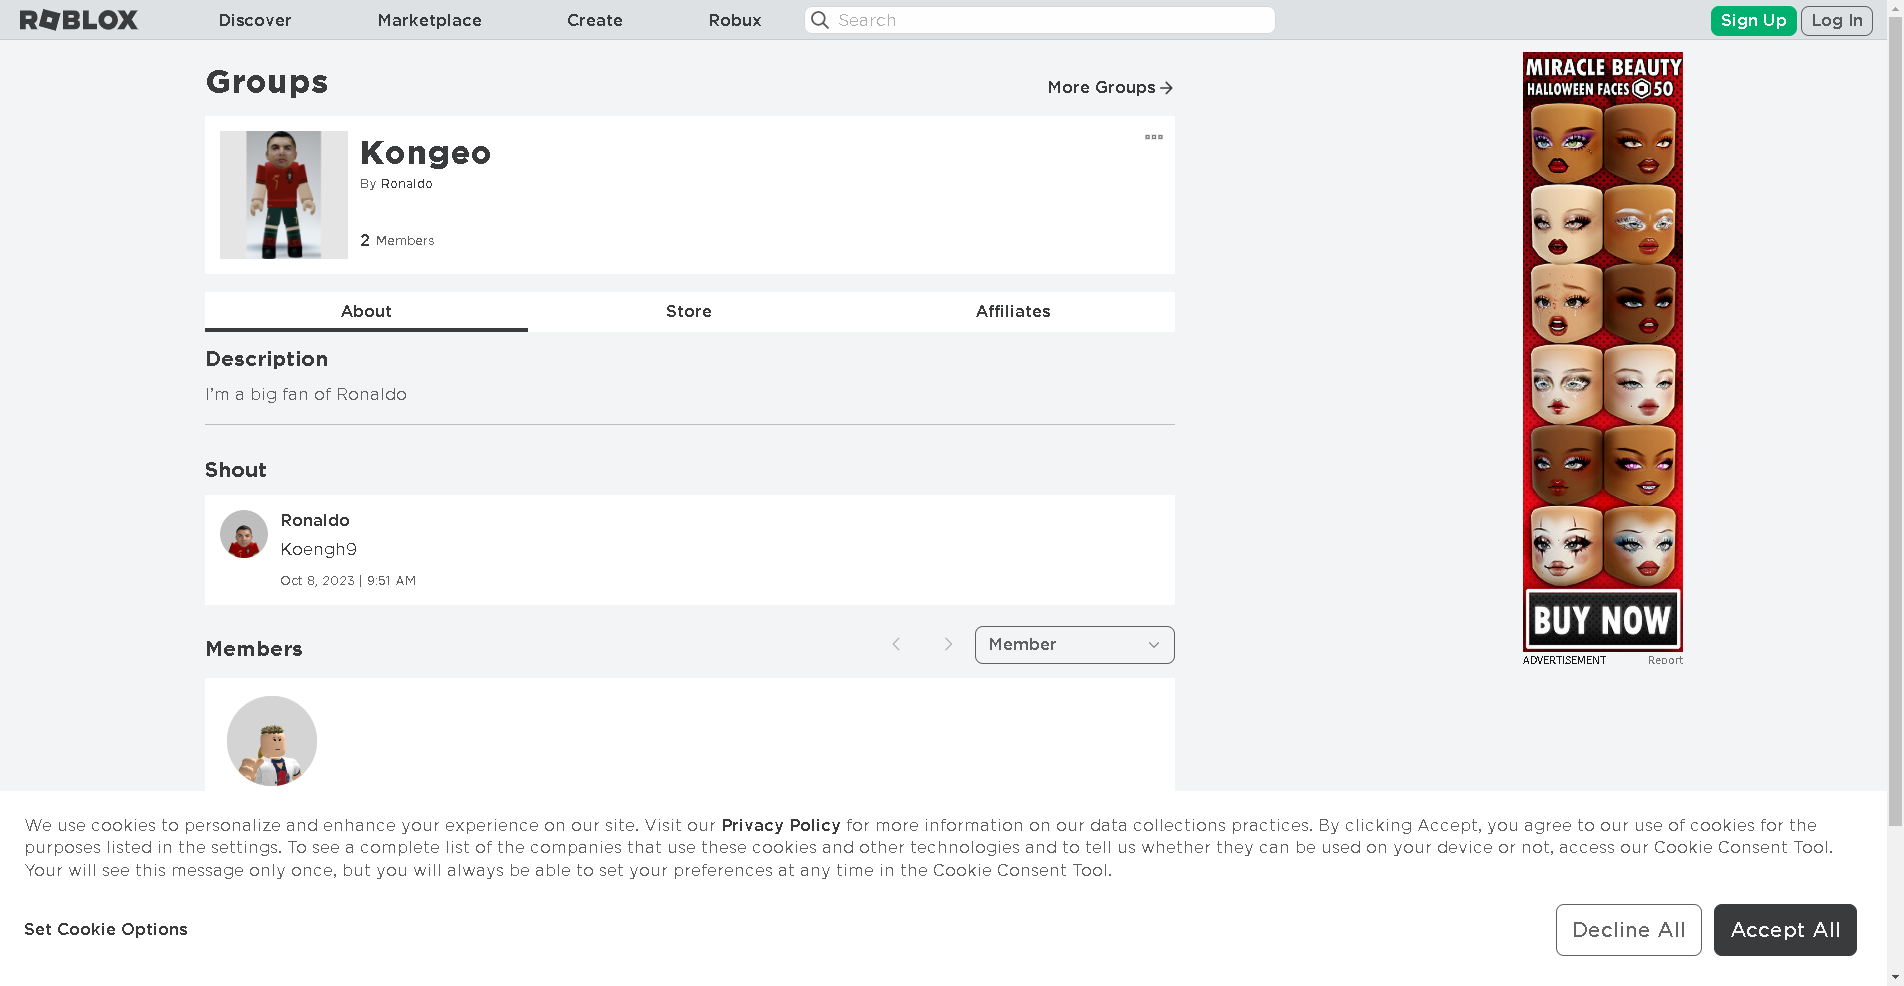 ROBLOX
Discover
Marketplace
Create
Robux
Search
Sign Up
Log In
Groups
More Groups
Kongeo
By Ronaldo
2 Members
About
Store
Affiliates
Description
I'm a big fan of Ronaldo
Shout
Ronaldo
Koengh9
Oct 8, 2023 | 9:51 AM
Members
Member
MIRACLE BEAUTY
HALLOWEEN FACES 50
BUY NOW
ADVERTISEMENT
Report
We use cookies to personalize and enhance your experience on our site. Visit our Privacy Policy for more information on our data collections practices. By clicking Accept, you agree to our use of cookies for the
purposes listed in the settings. To see a complete list of the companies that use these cookies and other technologies and to tell us whether they can be used on your device or not, access our Cookie Consent Tool.
Your will see this message only once, but you will always be able to set your preferences at any time in the Cookie Consent Tool.
Set Cookie Options
Decline All
Accept All